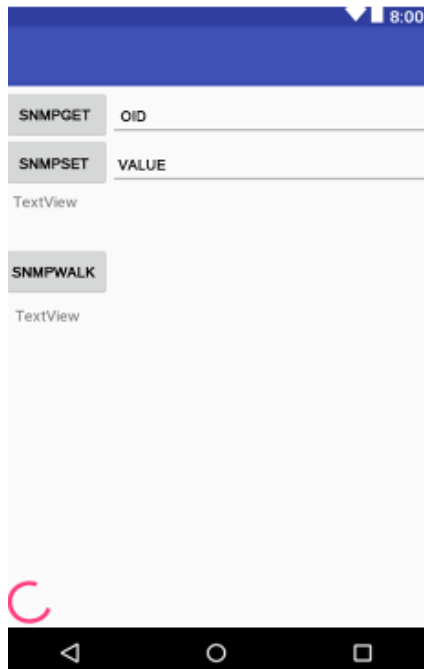 8:00
SNMPGET OID
SNMPSET VALUE
TextView
SNMPWALK
TextView